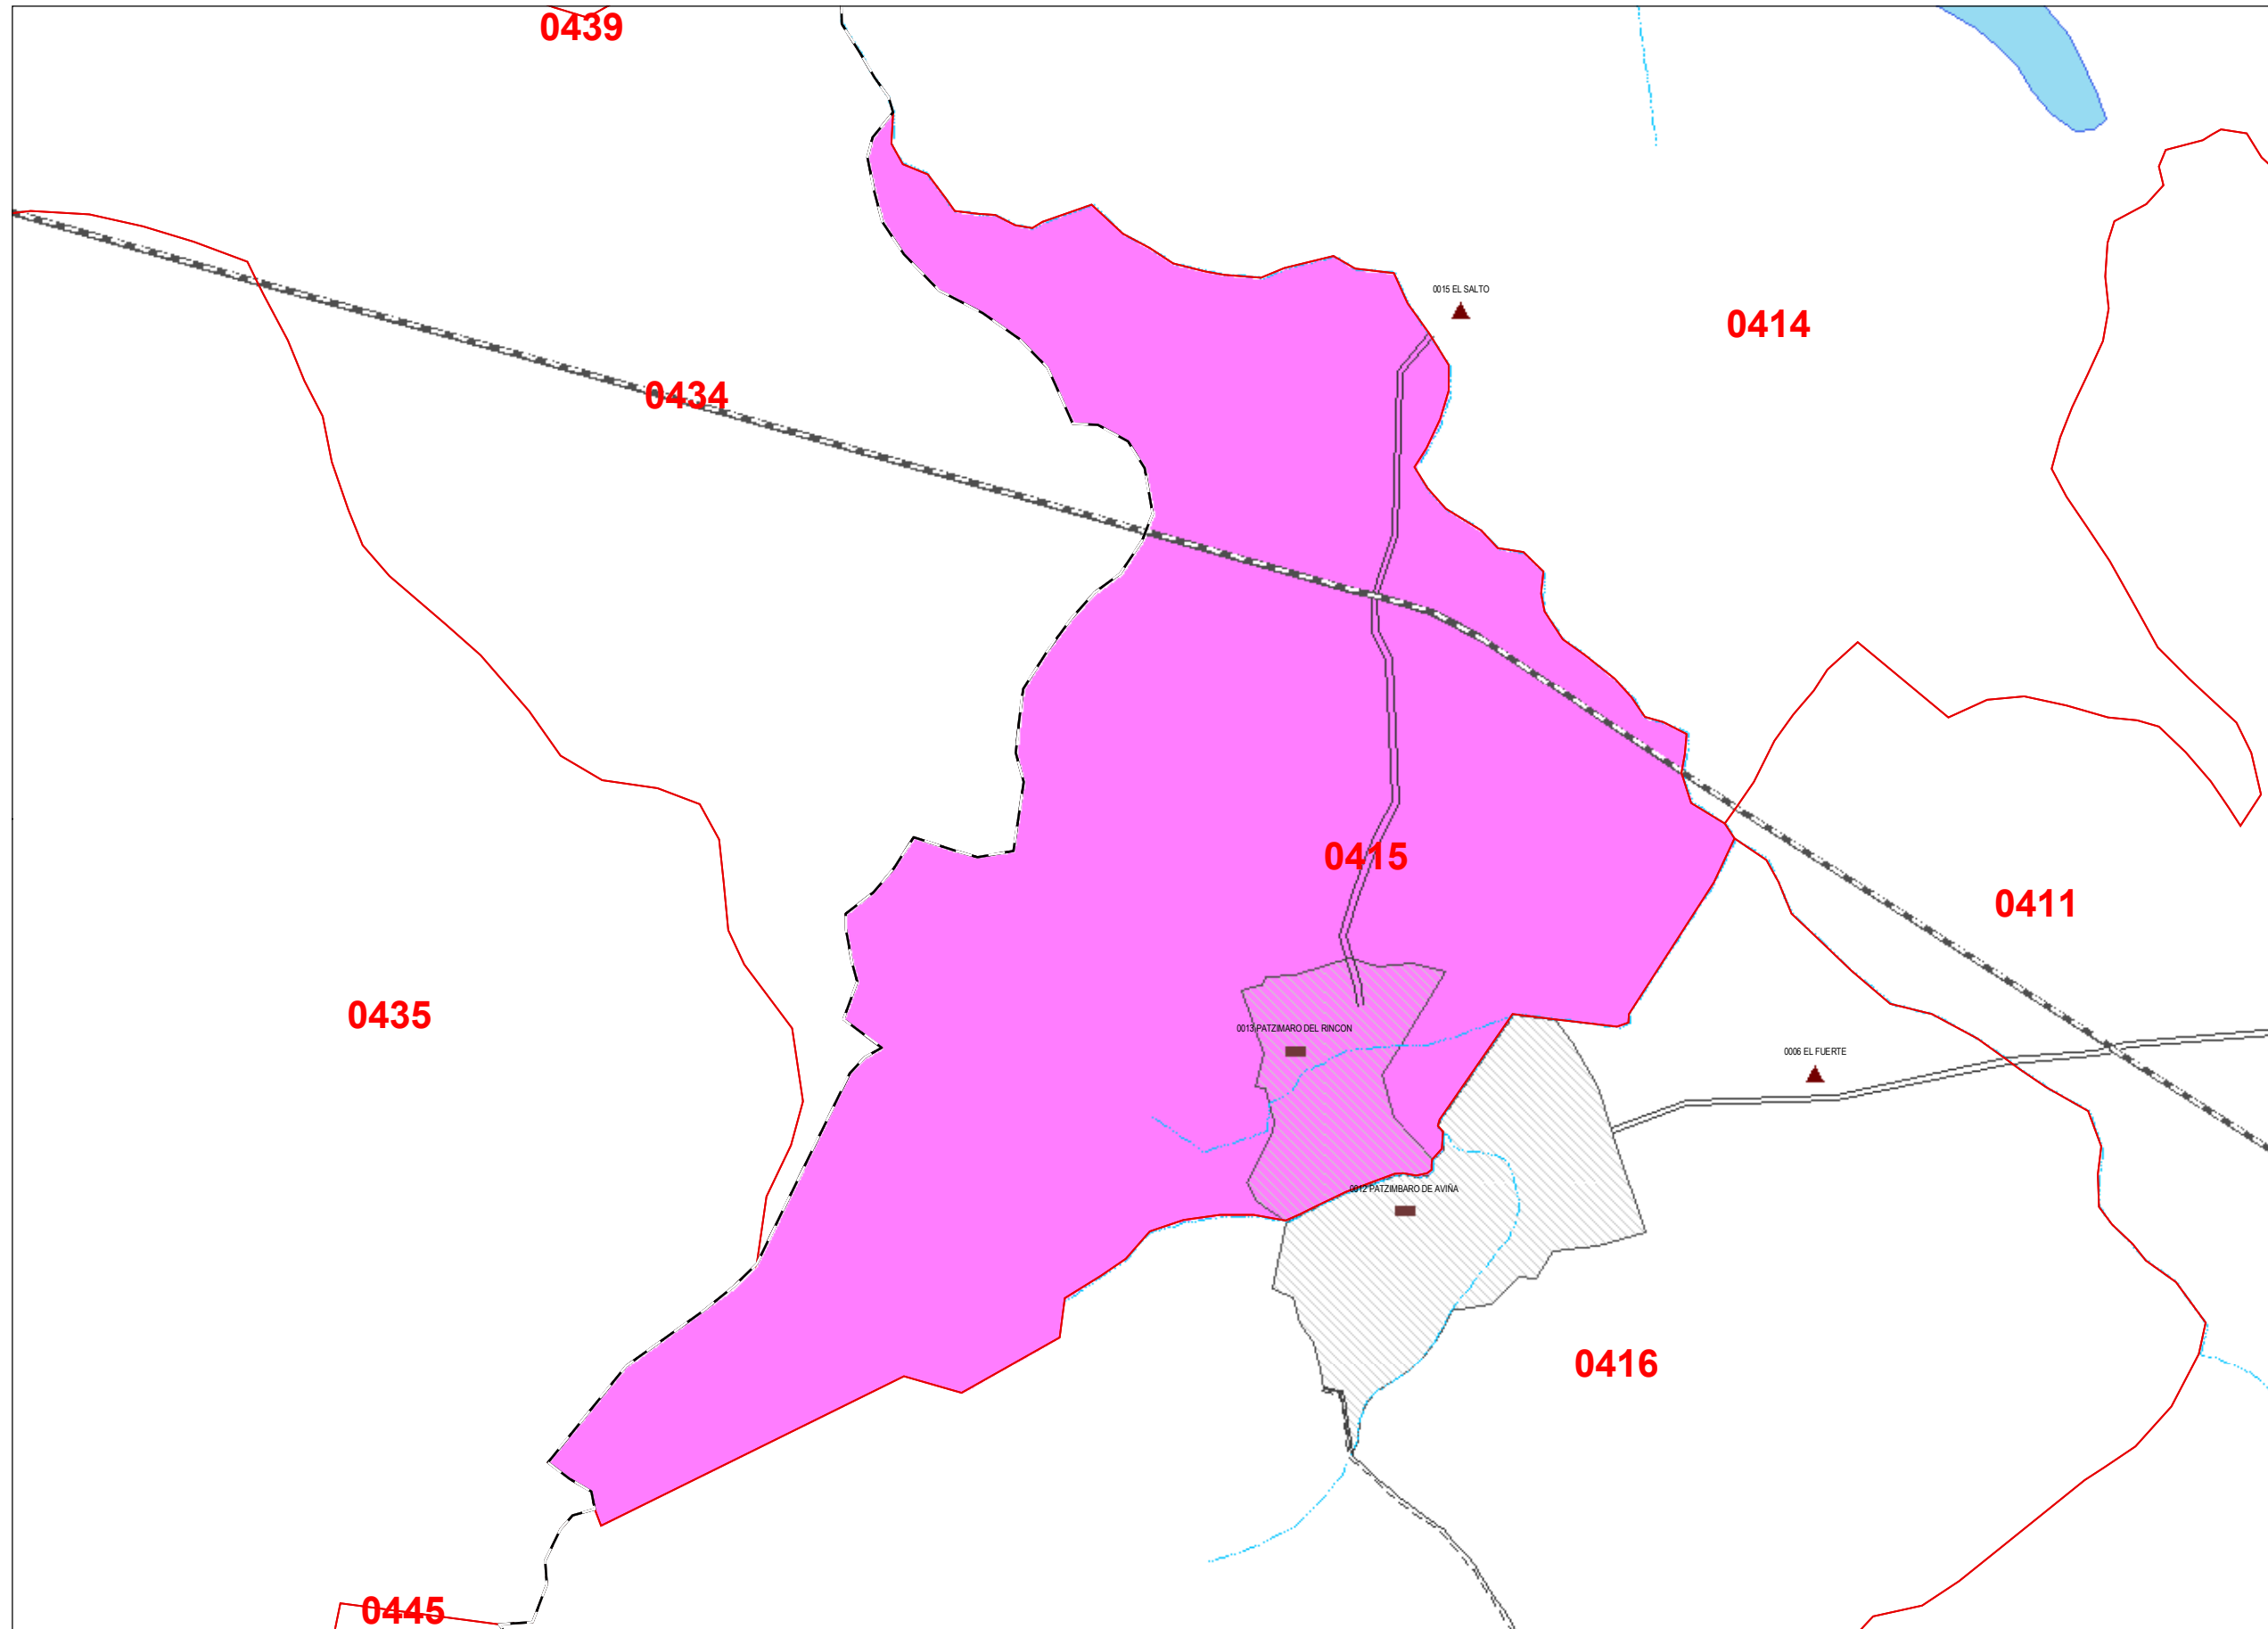 0439
0015 EL SALTO
0414
0434
0415
0411
0435
0013 PATZIMARO DEL RINCON
0006 EL FUERTE
0012 PATZIMBARO DE AVIÑA
0416
0445